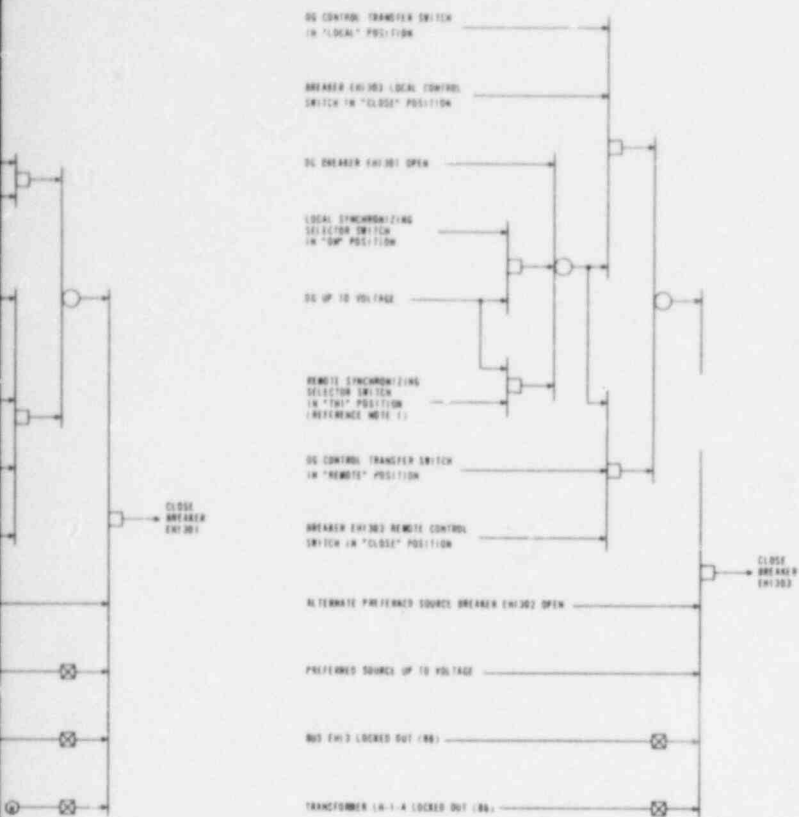 DG CONTROL TRANSFER SWITCH
IN "LOCAL" POSITION
BREAKER EH1303 LOCAL CONTROL
SWITCH IN "CLOSE" POSITION
DG BREAKER EH1301 OPEN
LOCAL SYNCHRONIZING
SELECTOR SWITCH
IN "ON" POSITION
DG UP TO VOLTAGE
REMOTE SYNCHRONIZING
SELECTOR SWITCH
IN "TH1" POSITION
(REFERENCE NOTE 1)
DG CONTROL TRANSFER SWITCH
IN "REMOTE" POSITION
CLOSE
BREAKER
EH1301
BREAKER EH1303 REMOTE CONTROL
SWITCH IN "CLOSE" POSITION
CLOSE
BREAKER
EH1303
ALTERNATE PREFERRED SOURCE BREAKER EH1302 OPEN
PREFERRED SOURCE UP TO VOLTAGE
BUS EH13 LOCKED OUT (86)
TRANSFORMER LH-1-A LOCKED OUT (86)